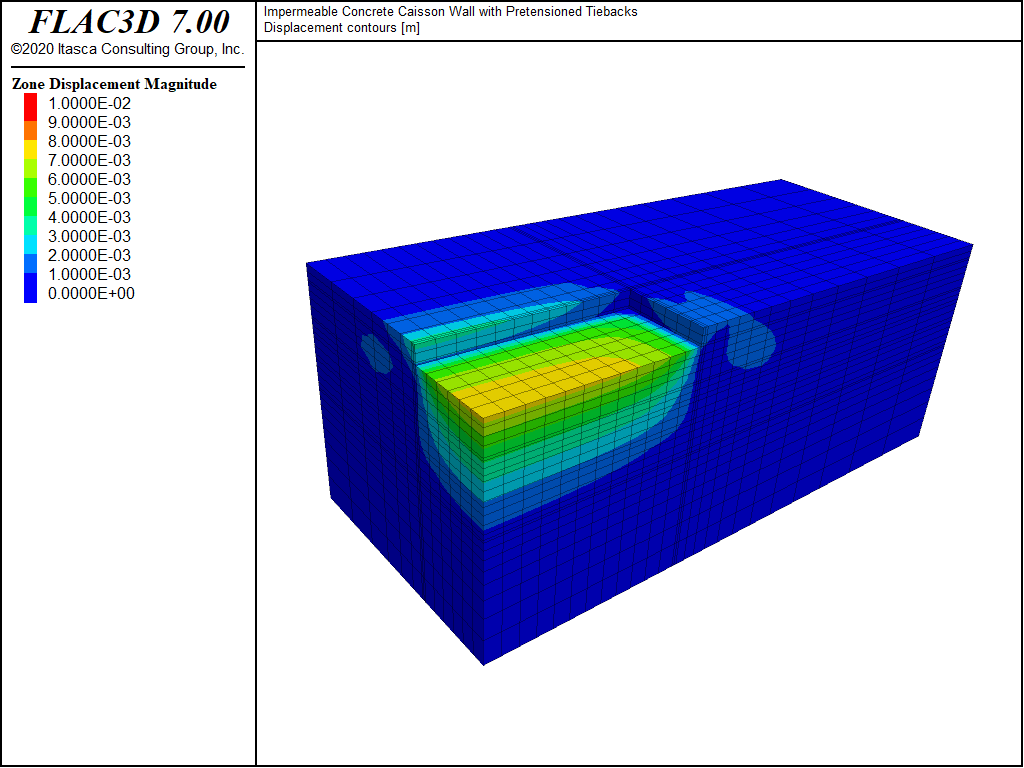 FLAC3D 7.00
©2020 Itasca Consulting Group, Inc.
Zone Displacement Magnitude
1.0000E-02
9.0000E-03
8.0000E-03
7.0000E-03
6.0000E-03
5.0000E-03
4.0000E-03
3.0000E-03
2.0000E-03
1.0000E-03
0.0000E+00
Impermeable Concrete Caisson Wall with Pretensioned Tiebacks
Displacement contours [m]